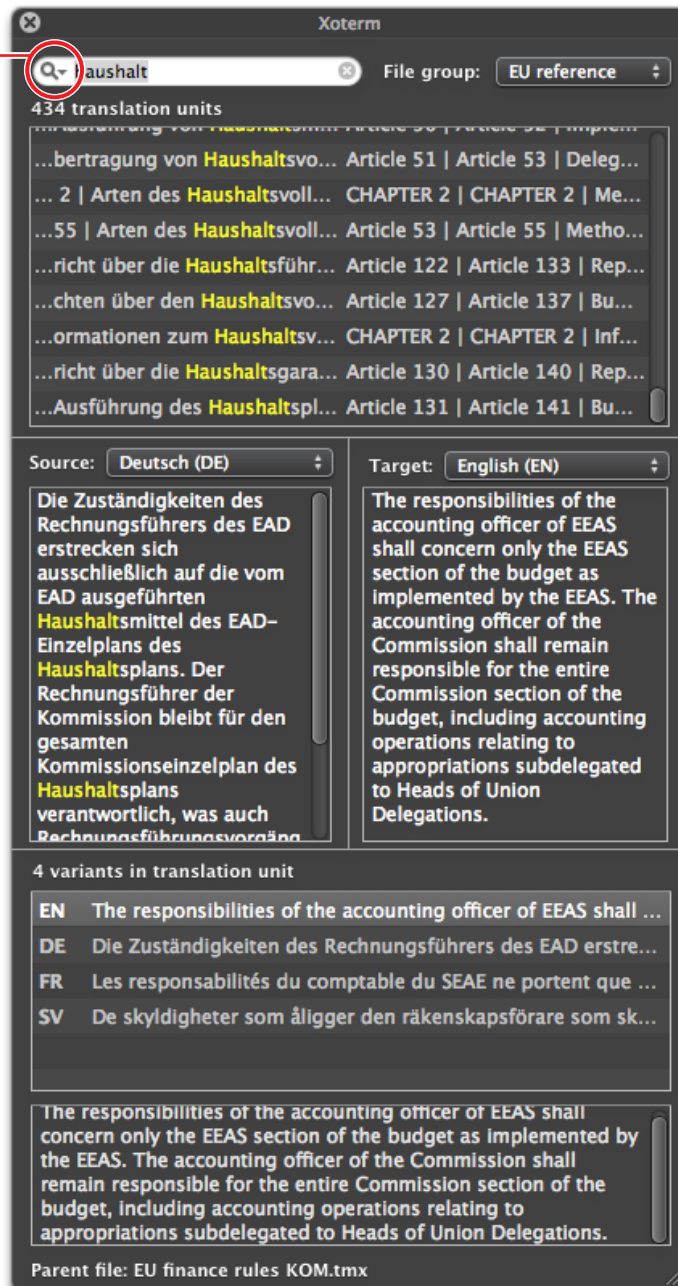 Xoterm
haushalt File group: EU reference
434 translation units
...bertragung von Haushaltsvo... Article 51 | Article 53 | Deleg...
... 2 | Arten des Haushaltsvoll... CHAPTER 2 | CHAPTER 2 | Me...
...55 | Arten des Haushaltsvoll... Article 53 | Article 55 | Metho...
...richt über die Haushaltsführ... Article 122 | Article 133 | Rep...
...chten über den Haushaltsvo... Article 127 | Article 137 | Bu...
...ormationen zum Haushaltsv... CHAPTER 2 | CHAPTER 2 | Inf...
...richt über die Haushaltsgara... Article 130 | Article 140 | Rep...
...Ausführung des Haushaltspl... Article 131 | Article 141 | Bu...
Source: Deutsch (DE)
Die Zuständigkeiten des
Rechnungsführers des EAD
erstrecken sich
ausschließlich auf die vom
EAD ausgeführten
Haushaltsmittel des EAD-
Einzelplans des
Haushaltsplans. Der
Rechnungsführer der
Kommission bleibt für den
gesamten
Kommissionseinzelplan des
Haushaltsplans
verantwortlich, was auch
Rechnungsführungsvorgäng
Target: English (EN)
The responsibilities of the
accounting officer of EEAS
shall concern only the EEAS
section of the budget as
implemented by the EEAS. The
accounting officer of the
Commission shall remain
responsible for the entire
Commission section of the
budget, including accounting
operations relating to
appropriations subdelegated
to Heads of Union
Delegations.
4 variants in translation unit
EN The responsibilities of the accounting officer of EEAS shall ...
DE Die Zuständigkeiten des Rechnungsführers des EAD erstre...
FR Les responsabilités du comptable du SEAE ne portent que ...
SV De skyldigheter som åligger den räkenskapsförare som sk...
The responsibilities of the accounting officer of EEAS shall
concern only the EEAS section of the budget as implemented by
the EEAS. The accounting officer of the Commission shall
remain responsible for the entire Commission section of the
budget, including accounting operations relating to
appropriations subdelegated to Heads of Union Delegations.
Parent file: EU finance rules KOM.tmx